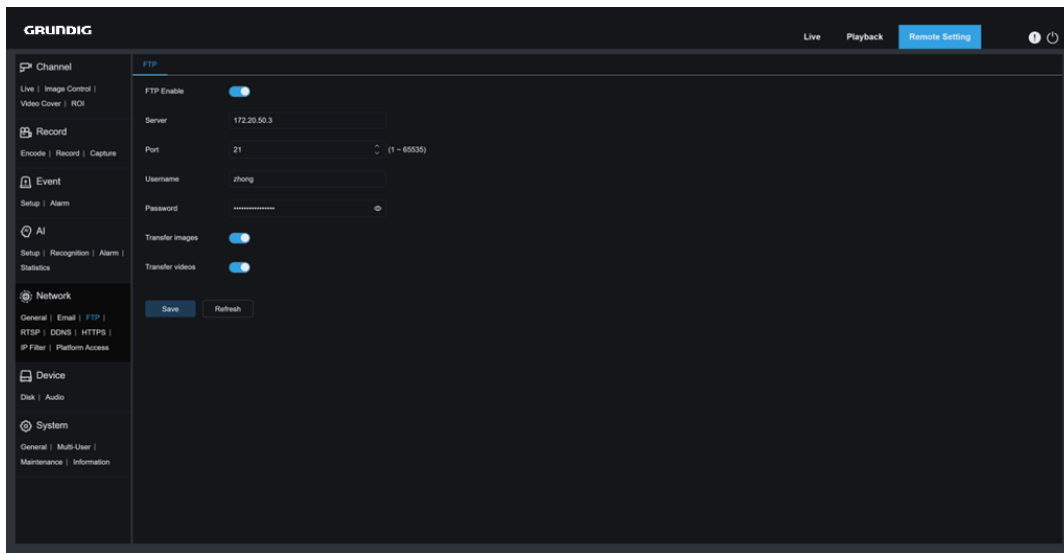 GRUNDIG
Live Playback Remote Setting
Channel
Live | Image Control |
Video Cover | ROI
Record
Encode | Record | Capture
Event
Setup | Alarm
AI
Setup | Recognition | Alarm |
Statistics
Network
General | Email | FTP |
RTSP | DDNS | HTTPS |
IP Filter | Platform Access
Device
Disk | Audio
System
General | Multi-User |
Maintenance | Information
FTP
FTP Enable
Server 172.20.50.3
Port 21 (1 ~ 65535)
Username zhong
Password ••••••••••••••••
Transfer images
Transfer videos
Save Refresh